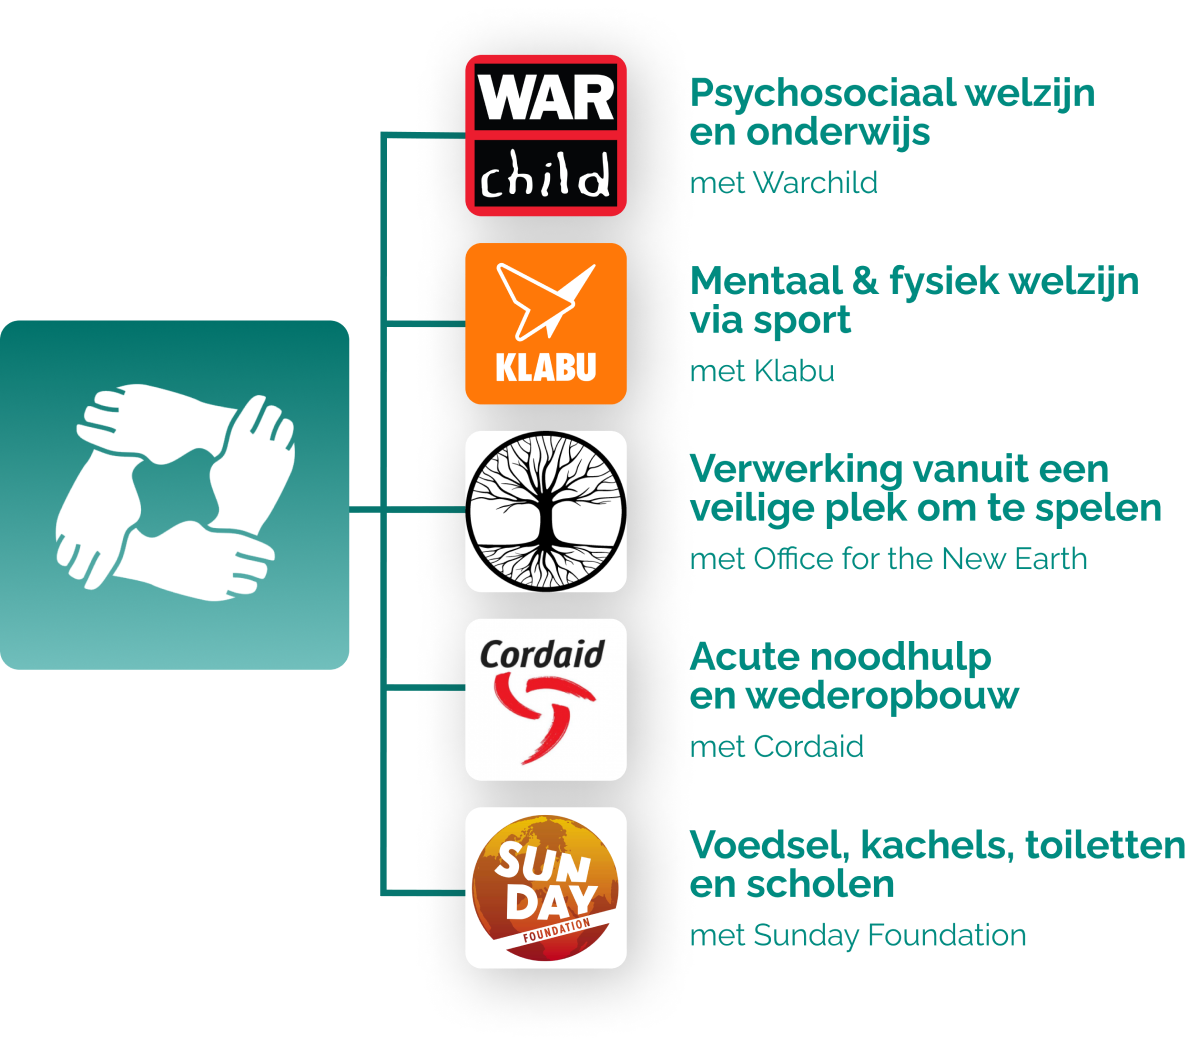 WAR
child
Psychosociaal welzijn
en onderwijs
met Warchild
KLABU
Mentaal & fysiek welzijn
via sport
met Klabu
Verwerking vanuit een
veilige plek om te spelen
met Office for the New Earth
Cordaid
Acute noodhulp
en wederopbouw
met Cordaid
SUN
DAY
FOUNDATION
Voedsel, kachels, toiletten
en scholen
met Sunday Foundation